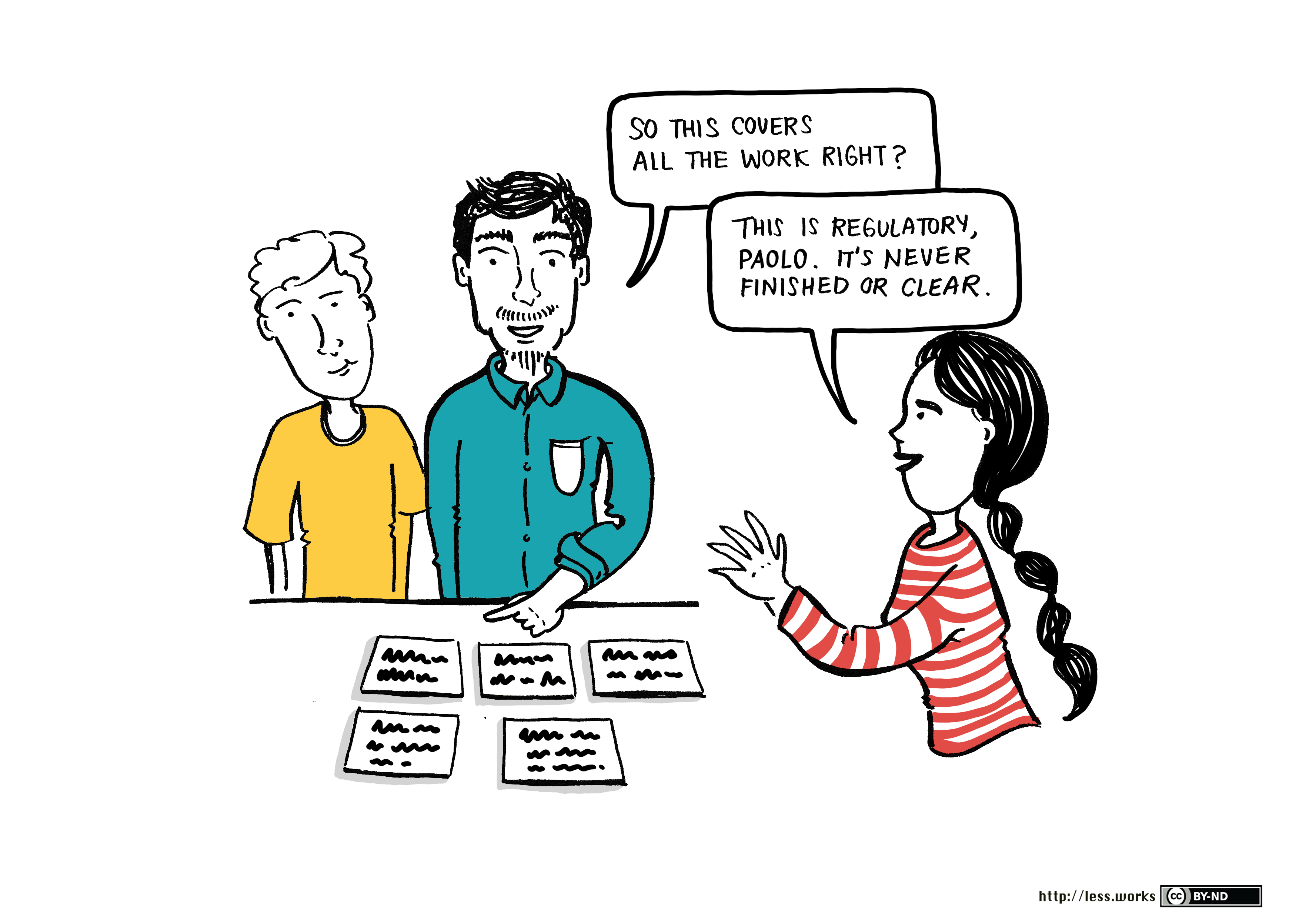 SO THIS COVERS
ALL THE WORK RIGHT?
THIS IS REGULATORY,
PAOLO. IT'S NEVER
FINISHED OR CLEAR.
http://less.works cc BY-ND